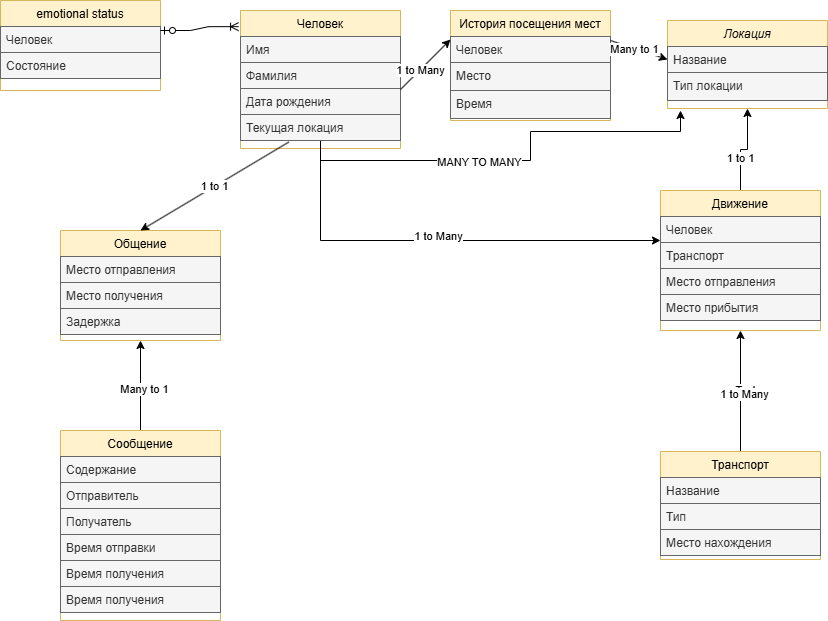 emotional status
Человек
Состояние
Человек
Имя
Фамилия
Дата рождения
Текущая локация
1 to Many
История посещения мест
Человек
Место
Время
Many to 1
Локация
Название
Тип локации
MANY TO MANY
1 to 1
1 to 1
1 to Many
Общение
Место отправления
Место получения
Задержка
Движение
Человек
Транспорт
Место отправления
Место прибытия
Many to 1
1 to Many
Сообщение
Содержание
Отправитель
Получатель
Время отправки
Время получения
Время получения
Транспорт
Название
Тип
Место нахождения